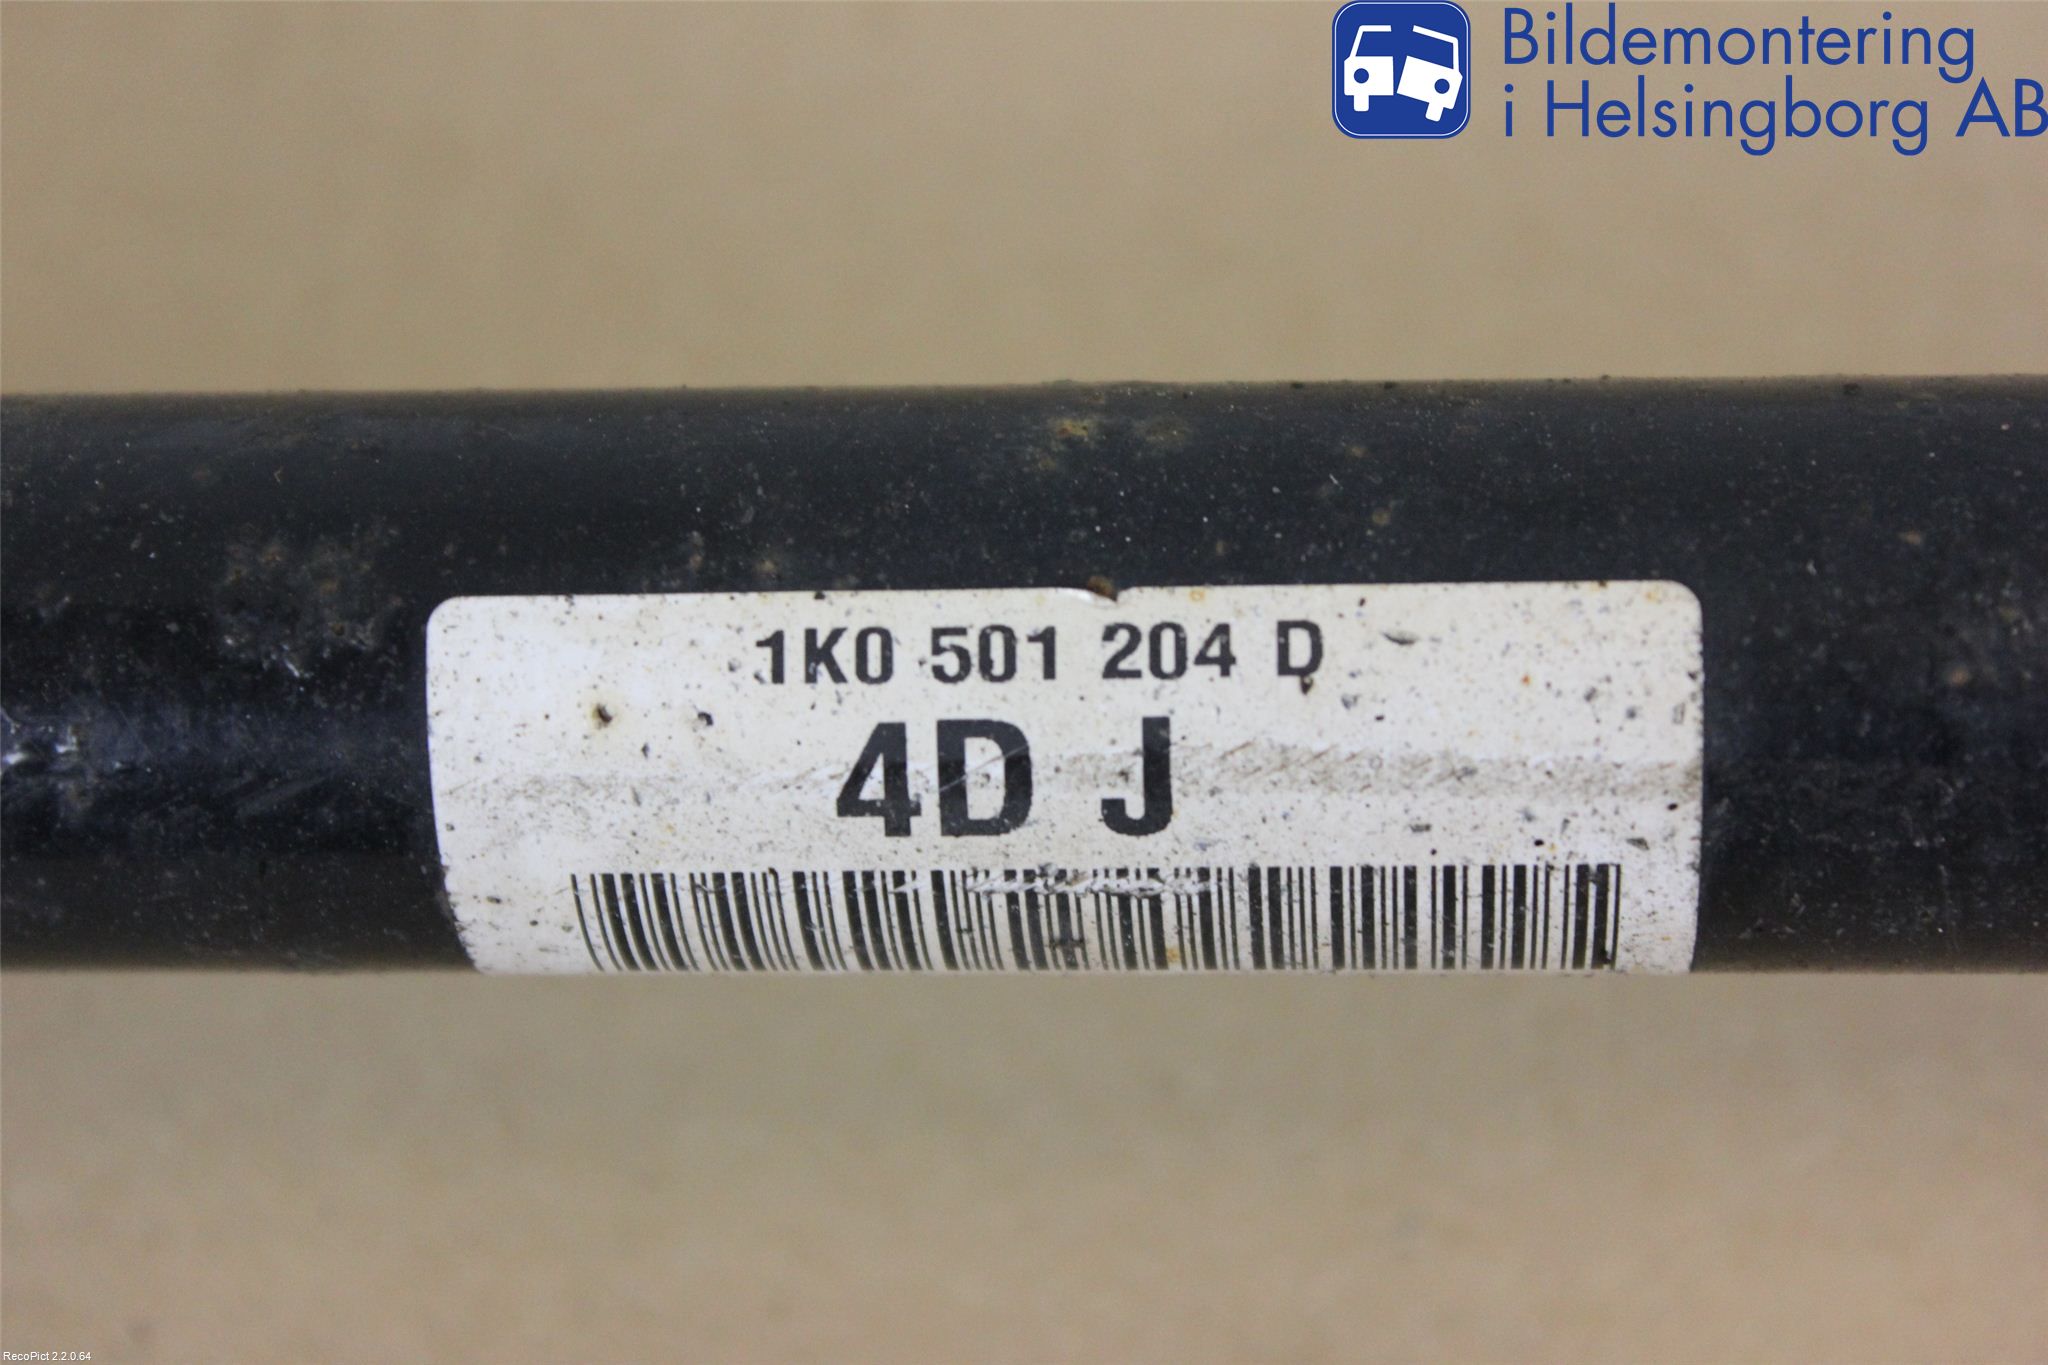 Bildemontering
i Helsingborg AB
1K0 501 204 D
4D J
RecoPict 2.2.0.64